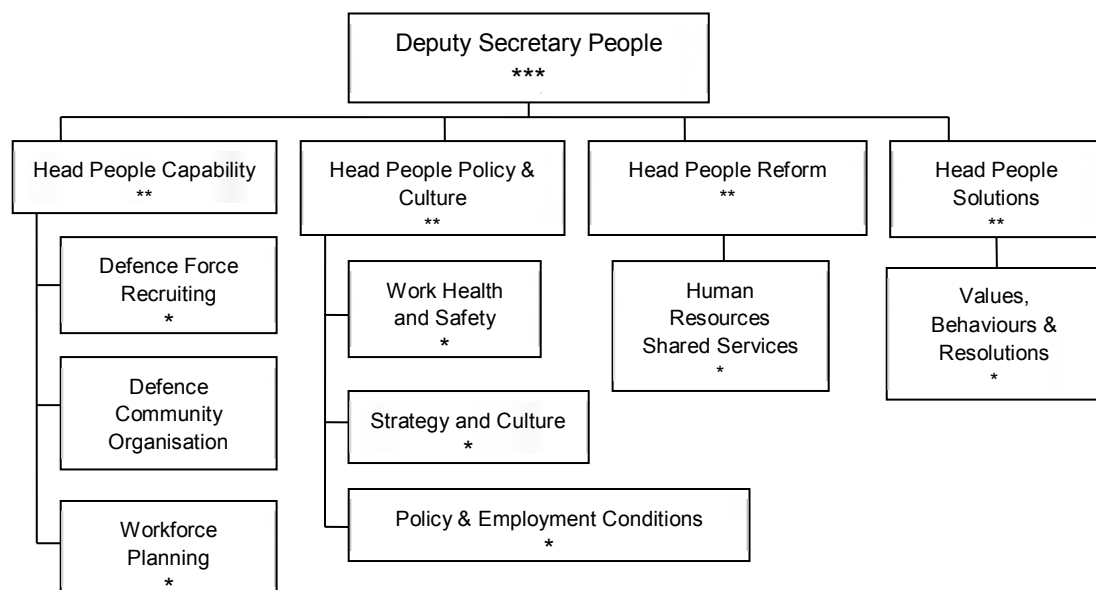 Deputy Secretary People
***
Head People Capability
**
Head People Policy &
Culture
**
Head People Reform
**
Head People
Solutions
**
Defence Force
Recruiting
*
Defence
Community
Organisation
Workforce
Planning
*
Work Health
and Safety
*
Strategy and Culture
*
Policy & Employment Conditions
*
Human
Resources
Shared Services
*
Values,
Behaviours &
Resolutions
*